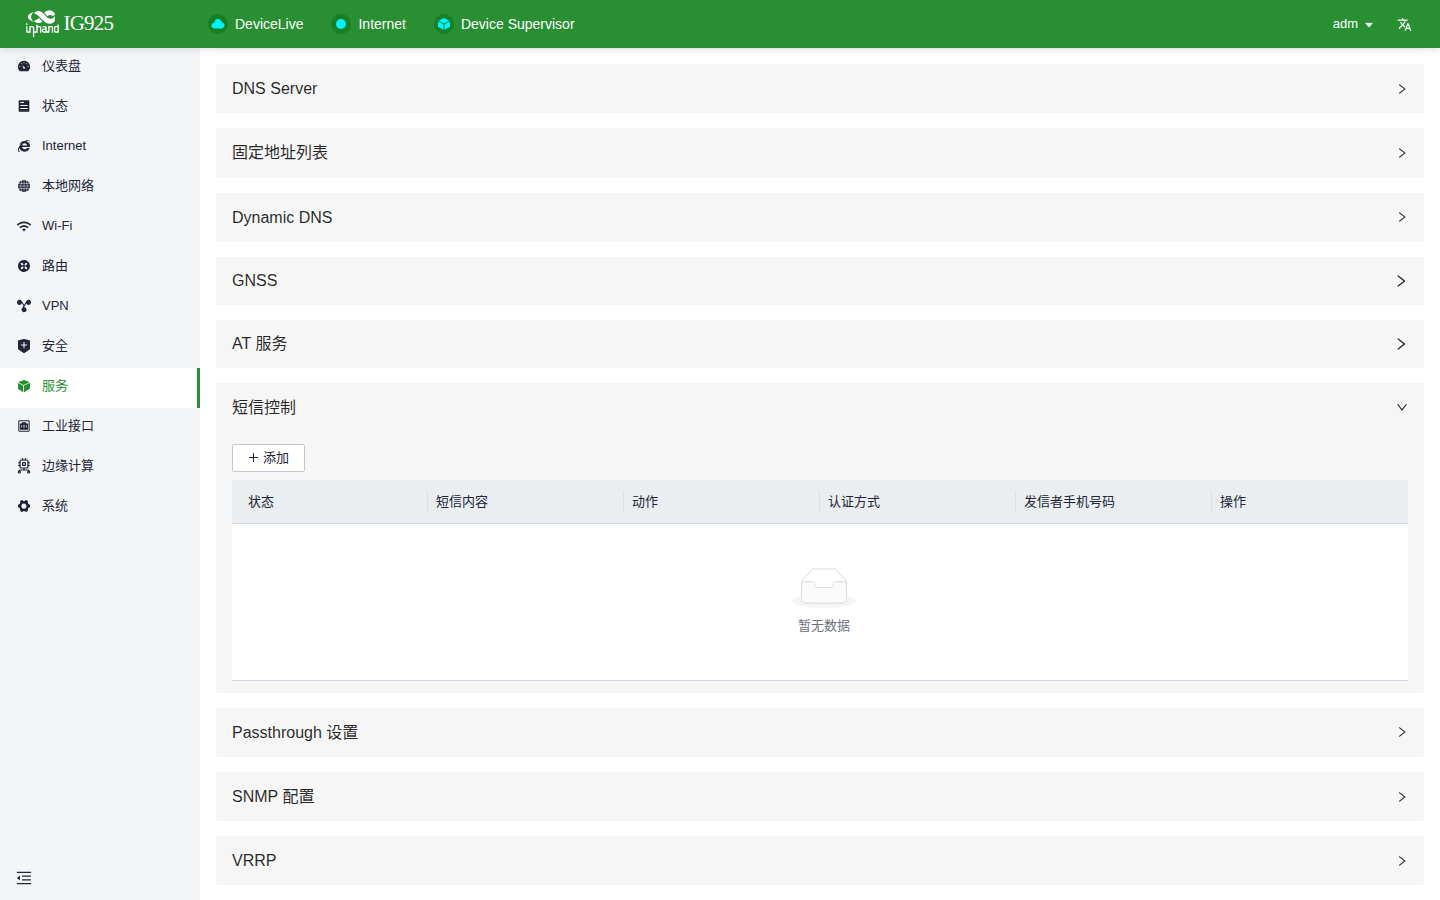 inhand IG925
DeviceLive
Internet
Device Supervisor
adm
仪表盘
状态
Internet
本地网络
Wi-Fi
路由
VPN
安全
服务
工业接口
边缘计算
系统
DNS Server
固定地址列表
Dynamic DNS
GNSS
AT 服务
短信控制
添加
状态 短信内容 动作 认证方式 发信者手机号码 操作
暂无数据
Passthrough 设置
SNMP 配置
VRRP